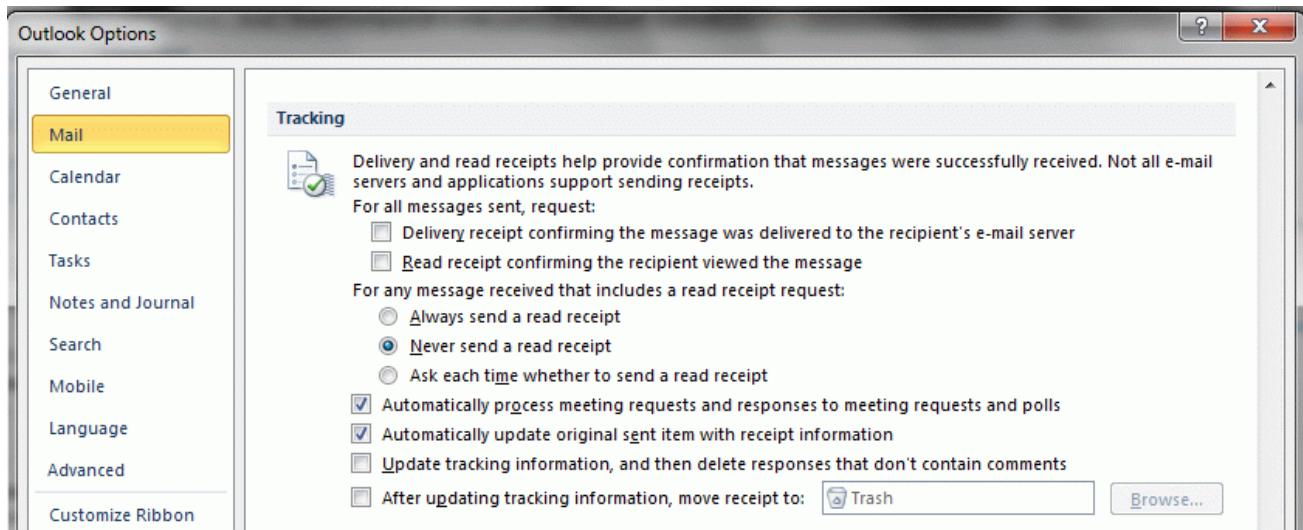 Outlook Options
?
X
General
Mail
Calendar
Contacts
Tasks
Notes and Journal
Search
Mobile
Language
Advanced
Customize Ribbon
Tracking
Delivery and read receipts help provide confirmation that messages were successfully received. Not all e-mail
servers and applications support sending receipts.
For all messages sent, request:
Delivery receipt confirming the message was delivered to the recipient's e-mail server
Read receipt confirming the recipient viewed the message
For any message received that includes a read receipt request:
Always send a read receipt
Never send a read receipt
Ask each time whether to send a read receipt
Automatically process meeting requests and responses to meeting requests and polls
Automatically update original sent item with receipt information
Update tracking information, and then delete responses that don't contain comments
After updating tracking information, move receipt to: Trash Browse...